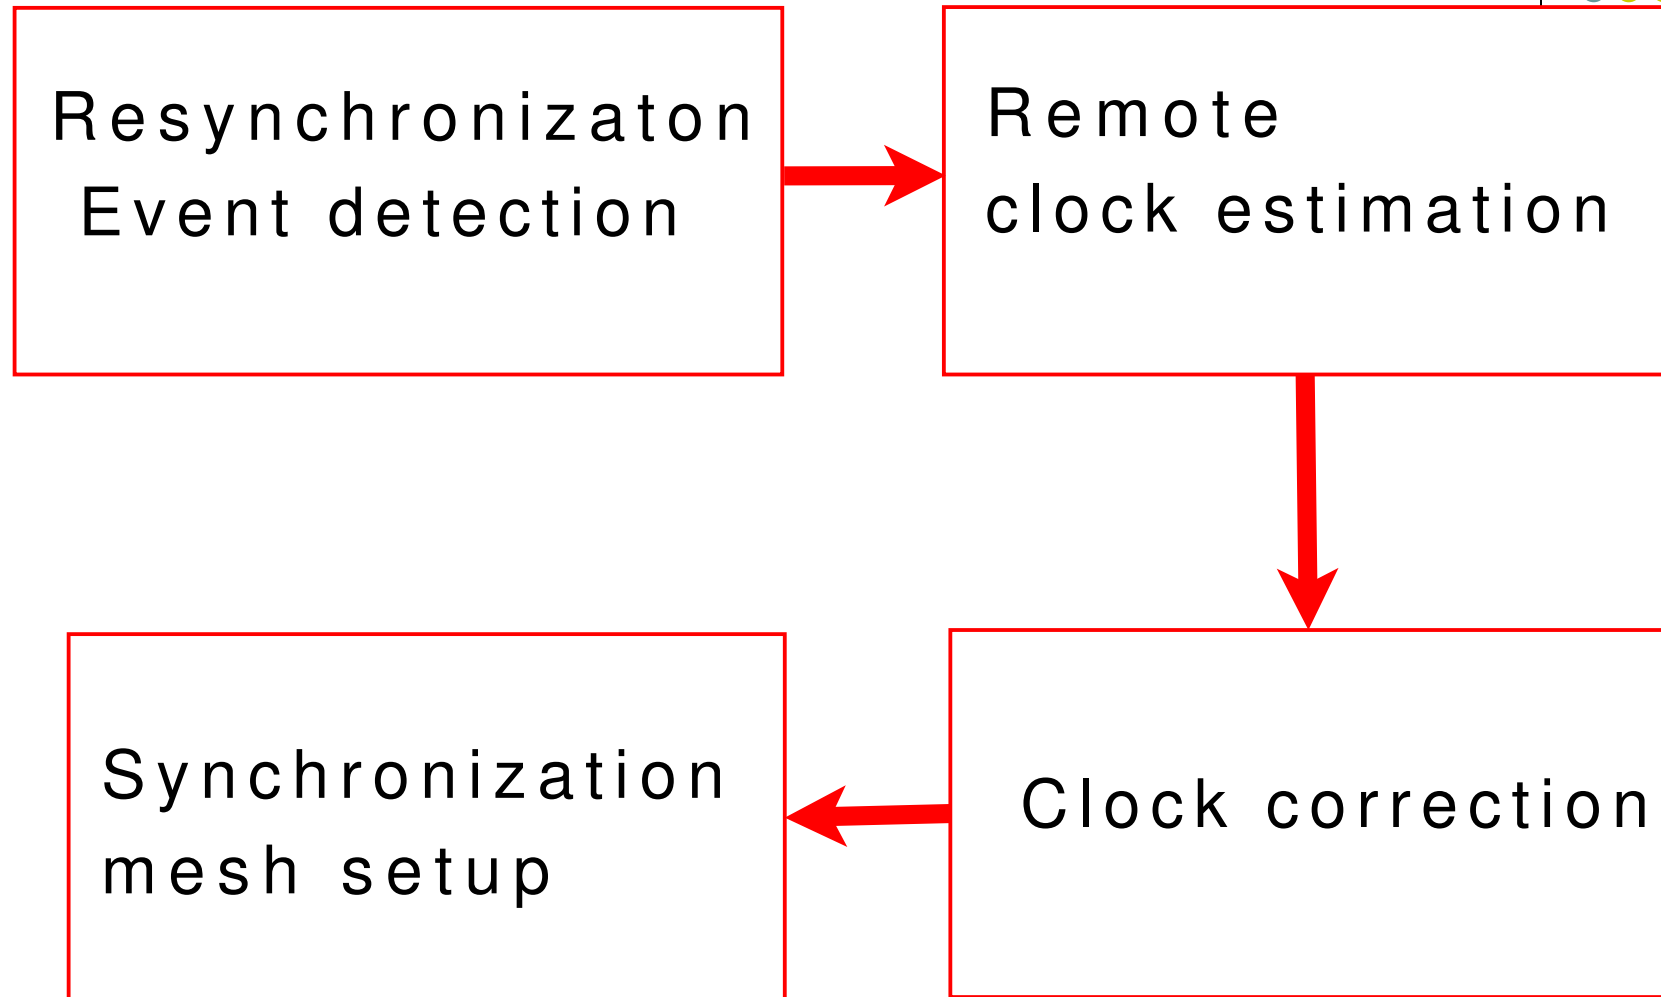 Resynchronizaton
Event detection
Remote
clock estimation
Clock correction
Synchronization
mesh setup